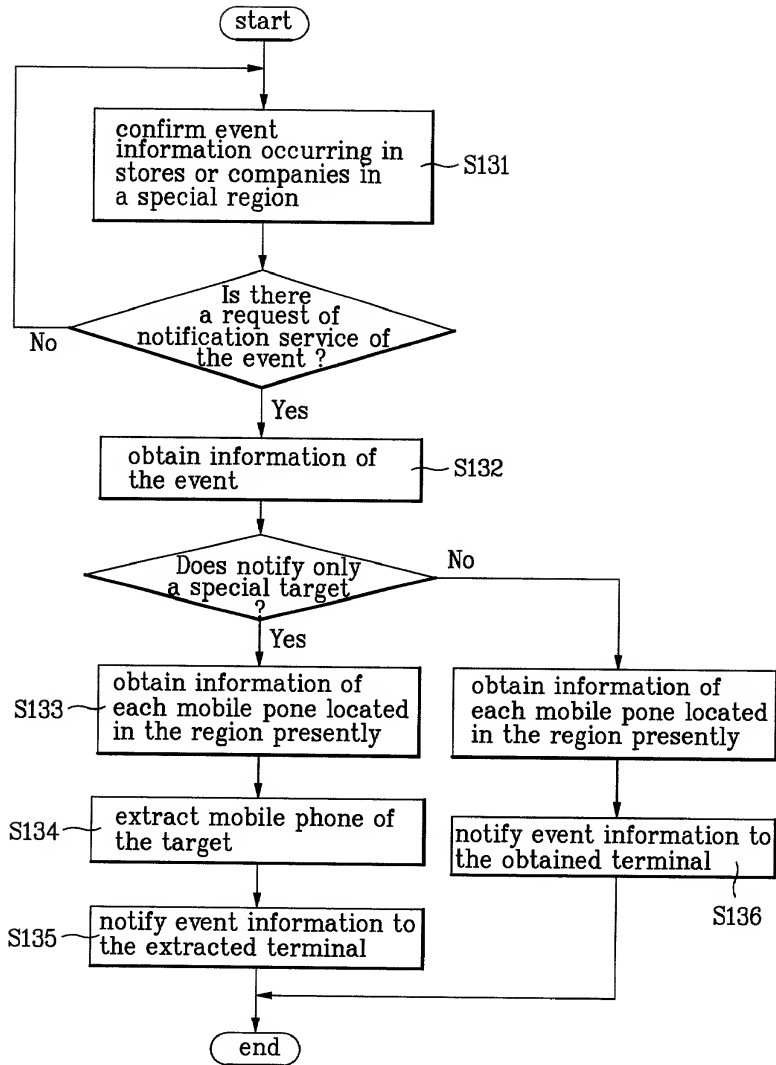 start
confirm event
information occurring in
stores or companies in
a special region
S131
Is there
a request of
notification service of
the event ?
No
Yes
obtain information of
the event
S132
Does notify only
a special target
?
No
Yes
S133
obtain information of
each mobile pone located
in the region presently
obtain information of
each mobile pone located
in the region presently
S134
extract mobile phone of
the target
notify event information to
the obtained terminal
S136
S135
notify event information to
the extracted terminal
end